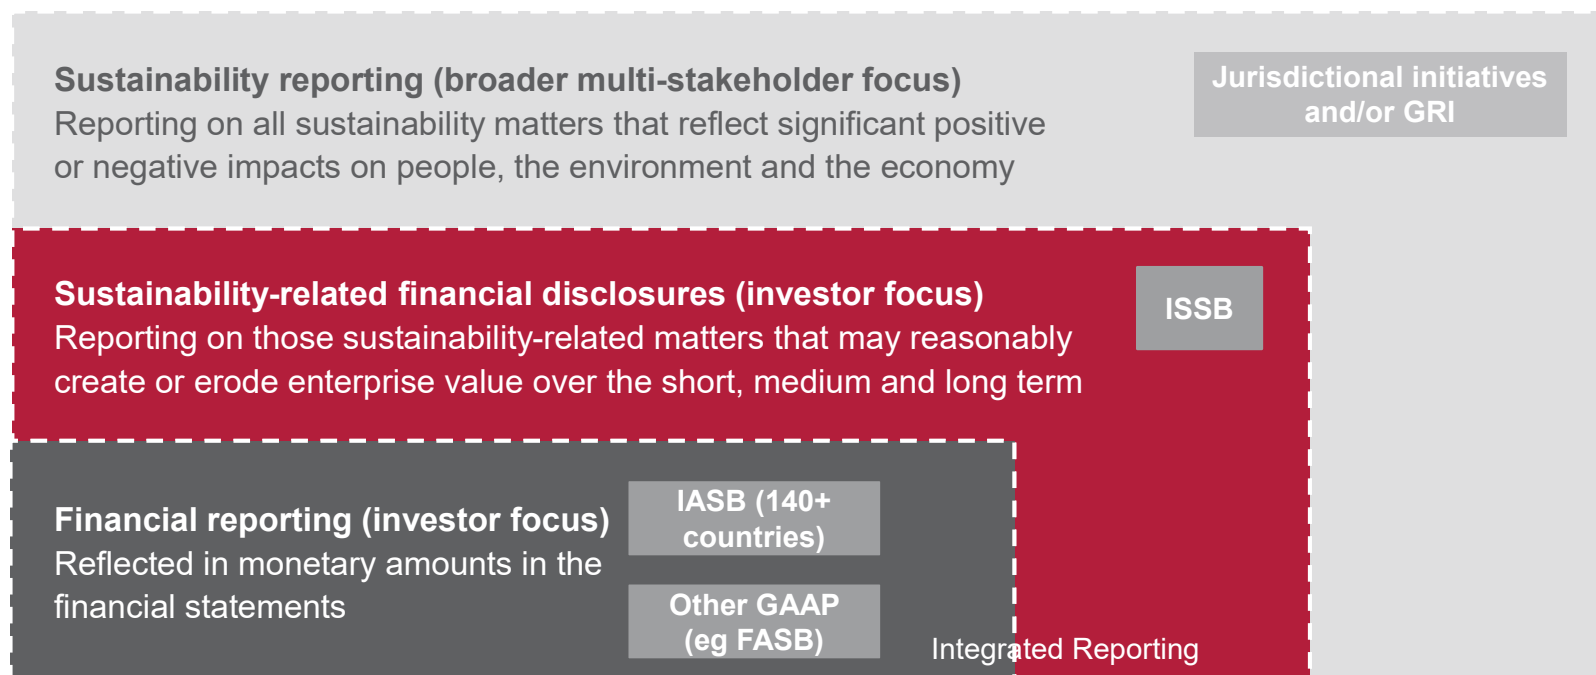 Sustainability reporting (broader multi-stakeholder focus)
Reporting on all sustainability matters that reflect significant positive
or negative impacts on people, the environment and the economy
Jurisdictional initiatives
and/or GRI
Sustainability-related financial disclosures (investor focus)
Reporting on those sustainability-related matters that may reasonably
create or erode enterprise value over the short, medium and long term
ISSB
Financial reporting (investor focus)
Reflected in monetary amounts in the
financial statements
IASB (140+
countries)
Other GAAP
(eg FASB)
Integrated Reporting